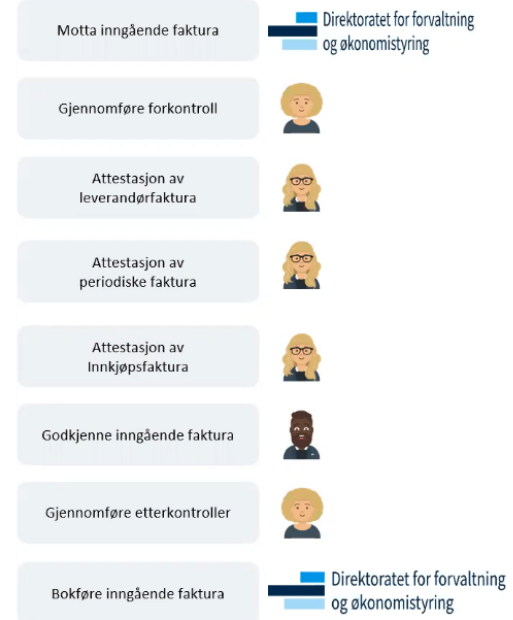 Motta inngående faktura
Direktoratet for forvaltning
og økonomistyring
Gjennomføre forkontroll
Attestasjon av
leverandørfaktura
Attestasjon av
periodiske faktura
Attestasjon av
Innkjøpsfaktura
Godkjenne inngående faktura
Gjennomføre etterkontroller
Bokføre inngående faktura
Direktoratet for forvaltning
og økonomistyring